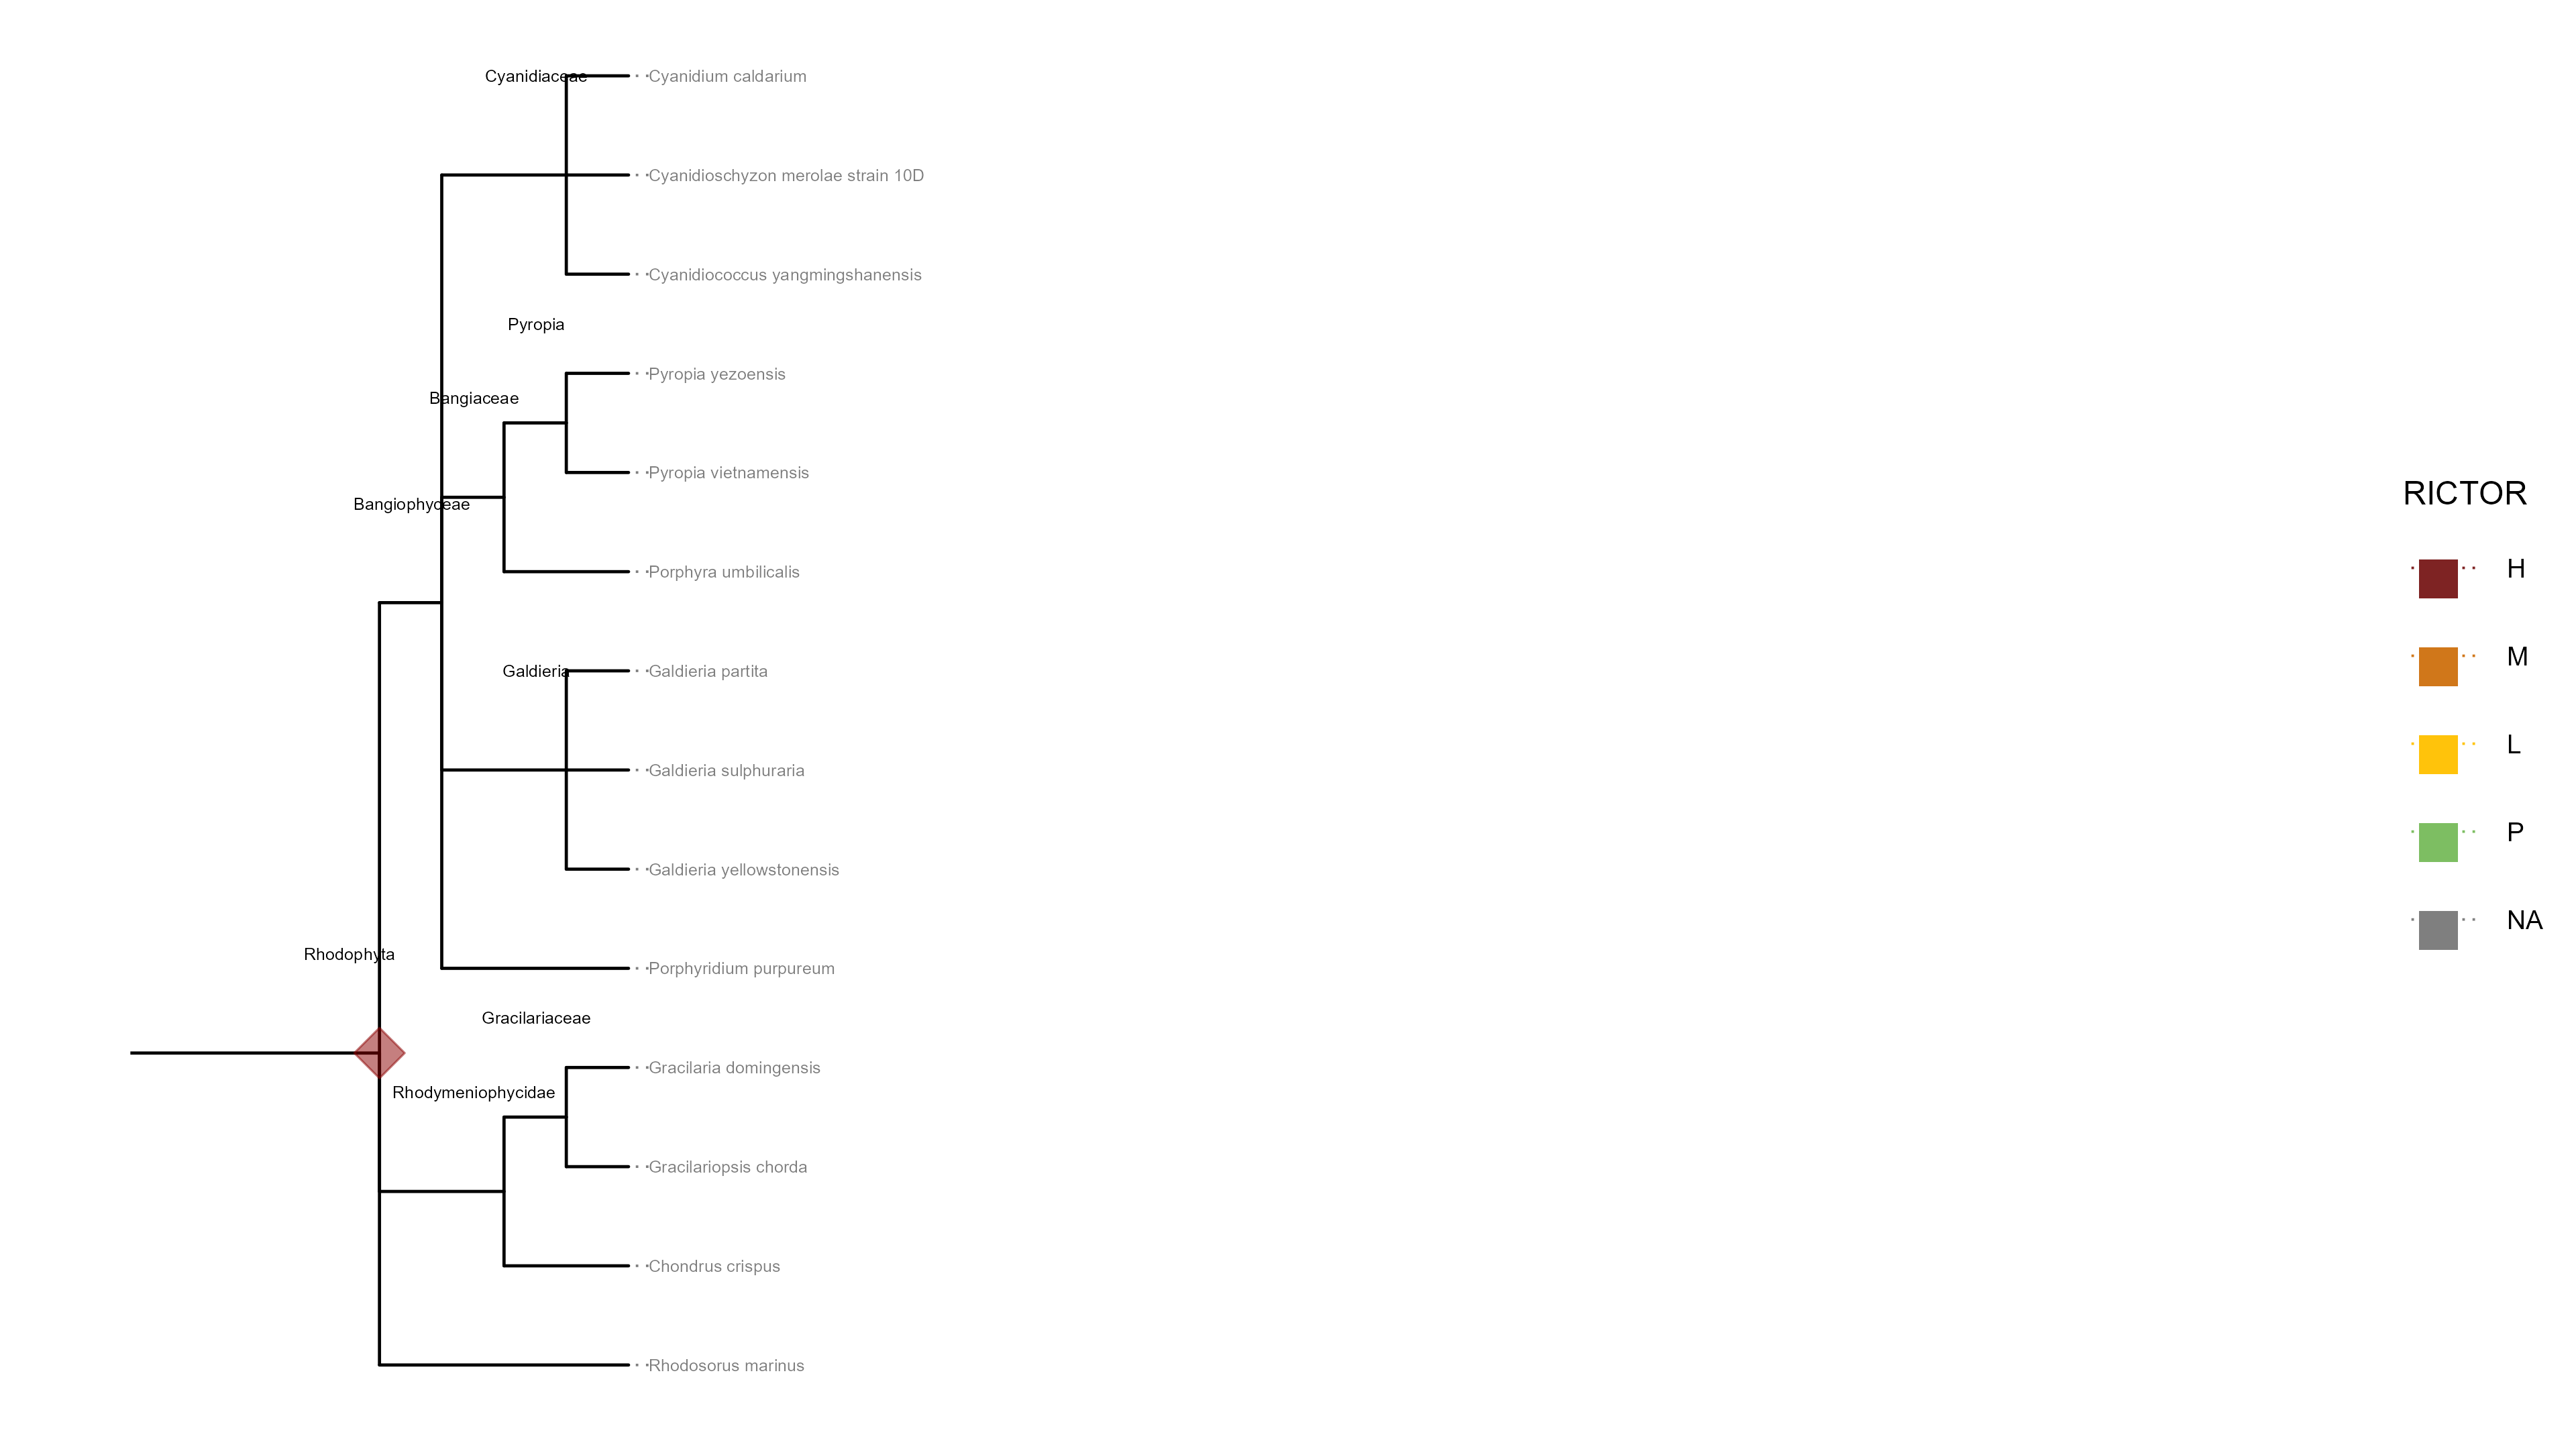 Cyanidiaceae
Cyanidium caldarium
Cyanidioschyzon merolae strain 10D
Cyanidiococcus yangmingshanensis
Pyropia
Pyropia yezoensis
Bangiaceae
Pyropia vietnamensis
Bangiophyceae
Porphyra umbilicalis
Galdieria
Galdieria partita
Galdieria sulphuraria
Galdieria yellowstonensis
Rhodophyta
Porphyridium purpureum
Gracilariaceae
Gracilaria domingensis
Rhodymeniophycidae
Gracilariopsis chorda
Chondrus crispus
Rhodosorus marinus
RICTOR
H
M
L
P
NA